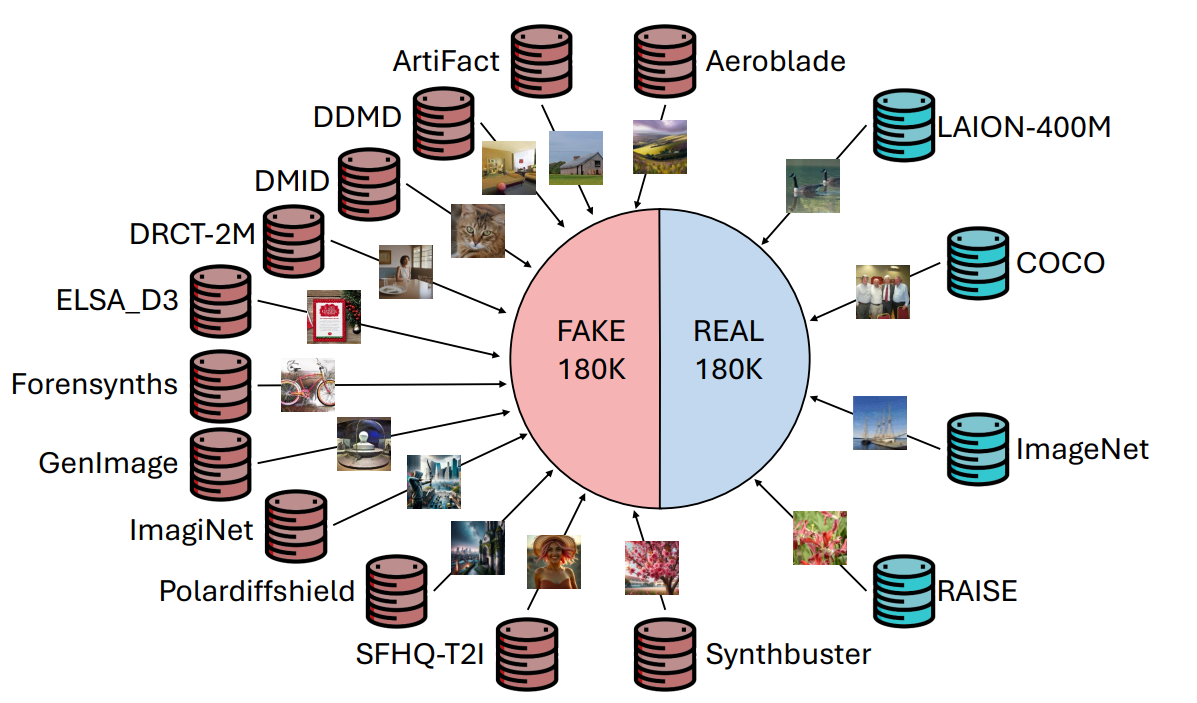 ArtiFact
Aeroblade
DDMD
LAION-400M
DMID
DRCT-2M
COCO
ELSA_D3
FAKE
180K
REAL
180K
Forensynths
GenImage
ImageNet
ImagiNet
Polardiffshield
RAISE
SFHQ-T2I
Synthbuster